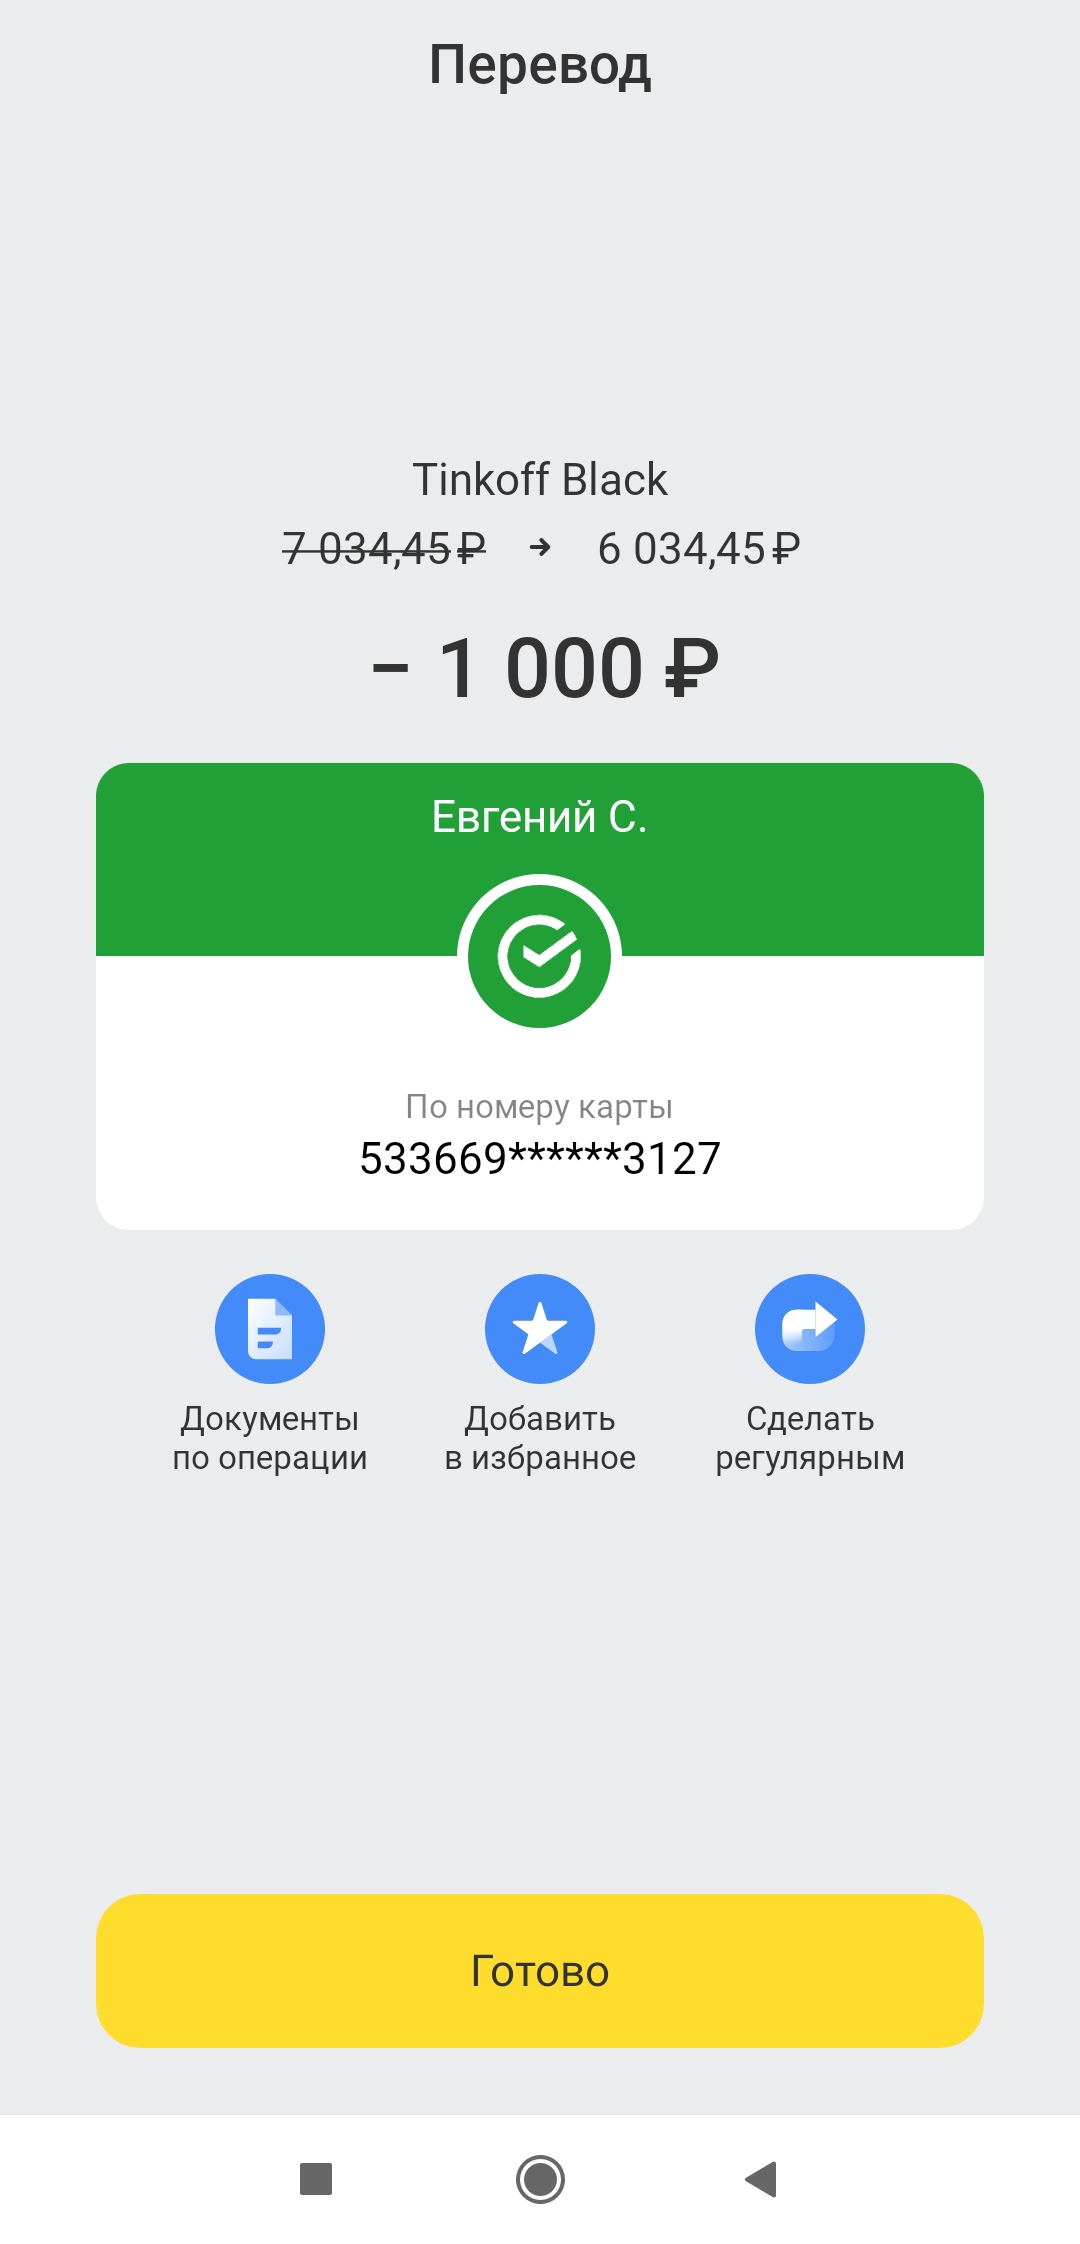 Перевод
Tinkoff Black
7 034,45 ₽ → 6 034,45 ₽
− 1 000 ₽
Евгений С.
По номеру карты
533669******3127
Документы
по операции
Добавить
в избранное
Сделать
регулярным
Готово